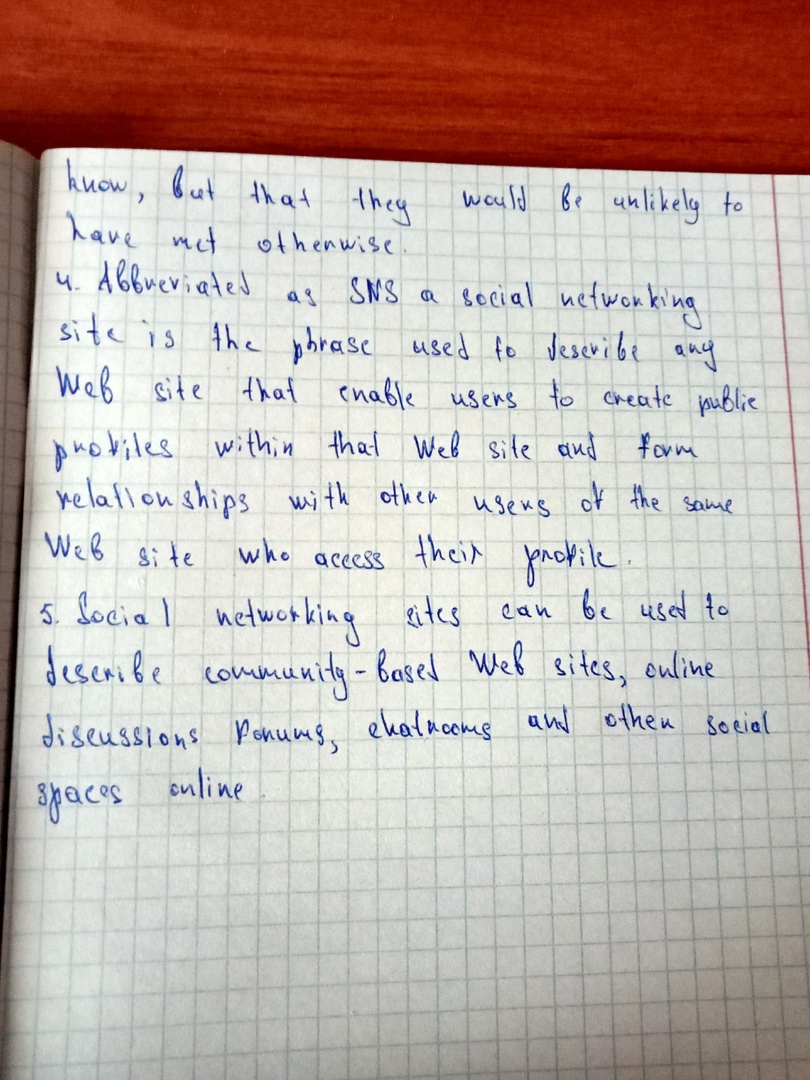 know, but that they would be unlikely to
have met otherwise.
4. Abbreviated as SNS a social networking
site is the phrase used to describe any
Web site that enable users to create public
profiles within that Web site and form
relationships with other users of the same
Web site who access their profile.
5. Social networking sites can be used to
describe community-based Web sites, online
discussions forums, chatrooms and other social
spaces online.